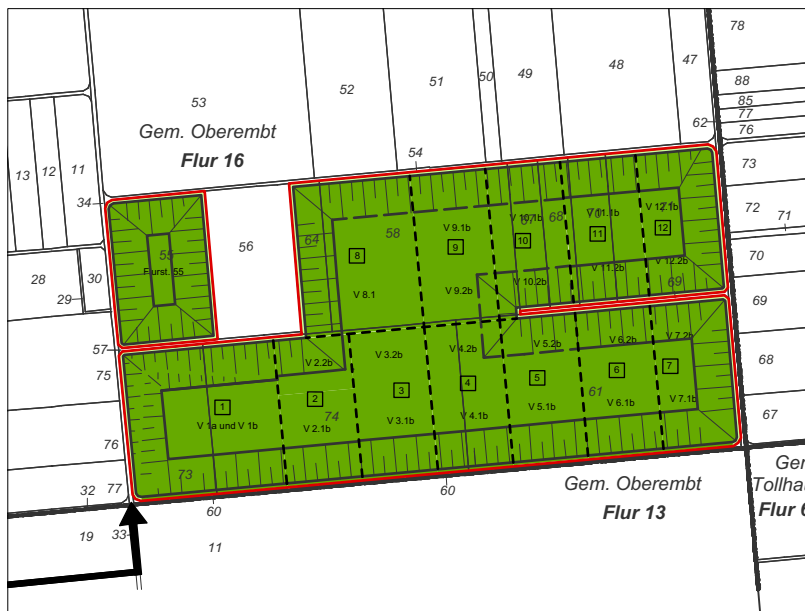 78
47
48
49
50
51
52
53
88
85
77
76
62
Gem. Oberembt
Flur 16
54
13
12
11
73
34
72
71
64
58
67
68
70
V 9.1b
V 10.1b
V 11.1b
V 12.1b
8
9
10
11
12
56
55
Flurst. 55
28
30
29
70
V 8.1
V 9.2b
V 10.2b
V 11.2b
V 12.2b
69
69
57
75
V 2.2b
V 3.2b
V 4.2b
V 5.2b
V 6.2b
V 7.2b
68
1
2
3
4
5
6
7
61
67
74
V 1a und V 1b
V 2.1b
V 3.1b
V 4.1b
V 5.1b
V 6.1b
V 7.1b
76
73
77
32
60
60
Gem. Oberembt
Flur 13
Ger
Tollha
Flur 6
19
33
11